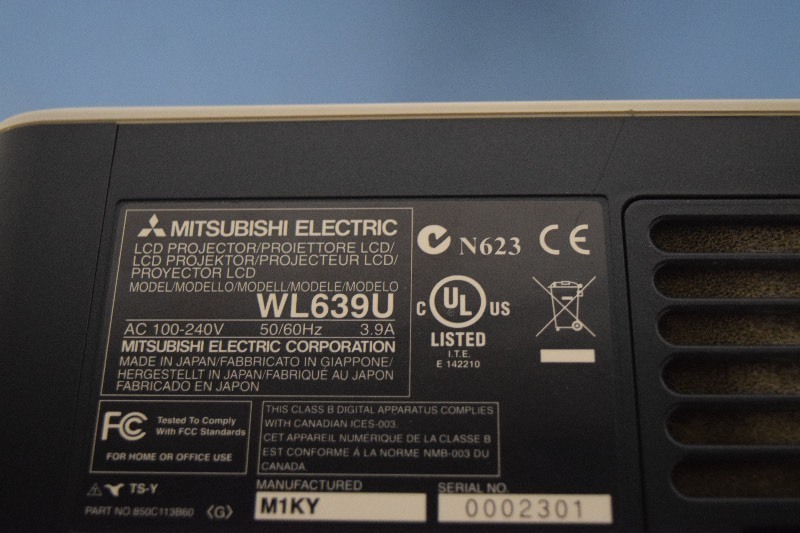 MITSUBISHI ELECTRIC
LCD PROJECTOR/PROIETTORE LCD/
LCD PROJEKTOR/PROJECTEUR LCD/
PROYECTOR LCD
MODEL/MODELLO/MODELL/MODELE/MODELO
WL639U
AC 100-240V 50/60Hz 3.9A
MITSUBISHI ELECTRIC CORPORATION
MADE IN JAPAN/FABBRICATO IN GIAPPONE/
HERGESTELLT IN JAPAN/FABRIQUÉ AU JAPON
FABRICADO EN JAPON
N623 CE
C UL US
LISTED
I.T.E.
E 142210
FC Tested To Comply
With FCC Standards
FOR HOME OR OFFICE USE
THIS CLASS B DIGITAL APPARATUS COMPLIES
WITH CANADIAN ICES-003.
CET APPAREIL NUMÉRIQUE DE LA CLASSE B
EST CONFORME À LA NORME NMB-003 DU
CANADA.
TS-Y
PART NO.850C113B60 〈G〉
MANUFACTURED
M1KY
SERIAL NO.
0002301